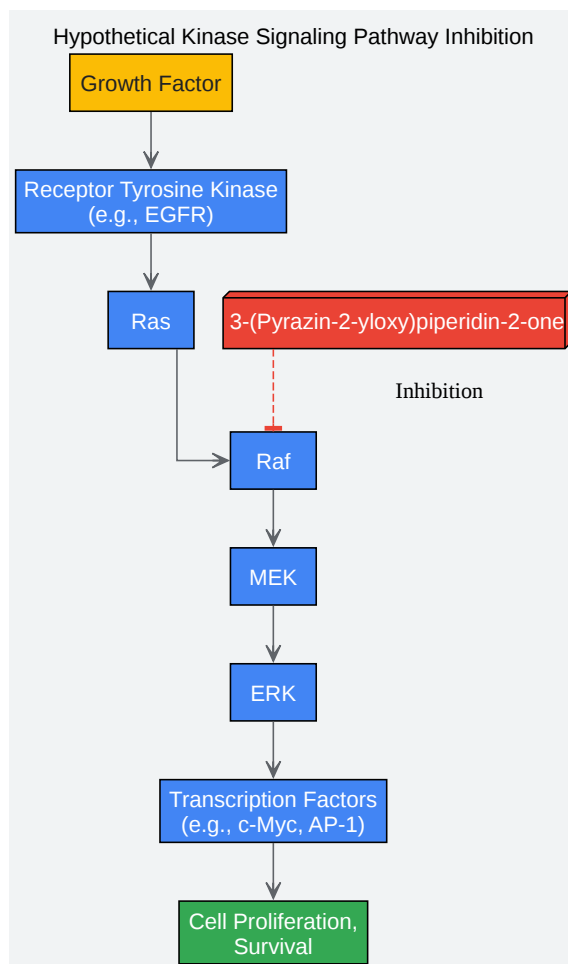 Hypothetical Kinase Signaling Pathway Inhibition
Growth Factor
Receptor Tyrosine Kinase
(e.g., EGFR)
Ras
3-(Pyrazin-2-yloxy)piperidin-2-one
Inhibition
Raf
MEK
ERK
Transcription Factors
(e.g., c-Myc, AP-1)
Cell Proliferation,
Survival